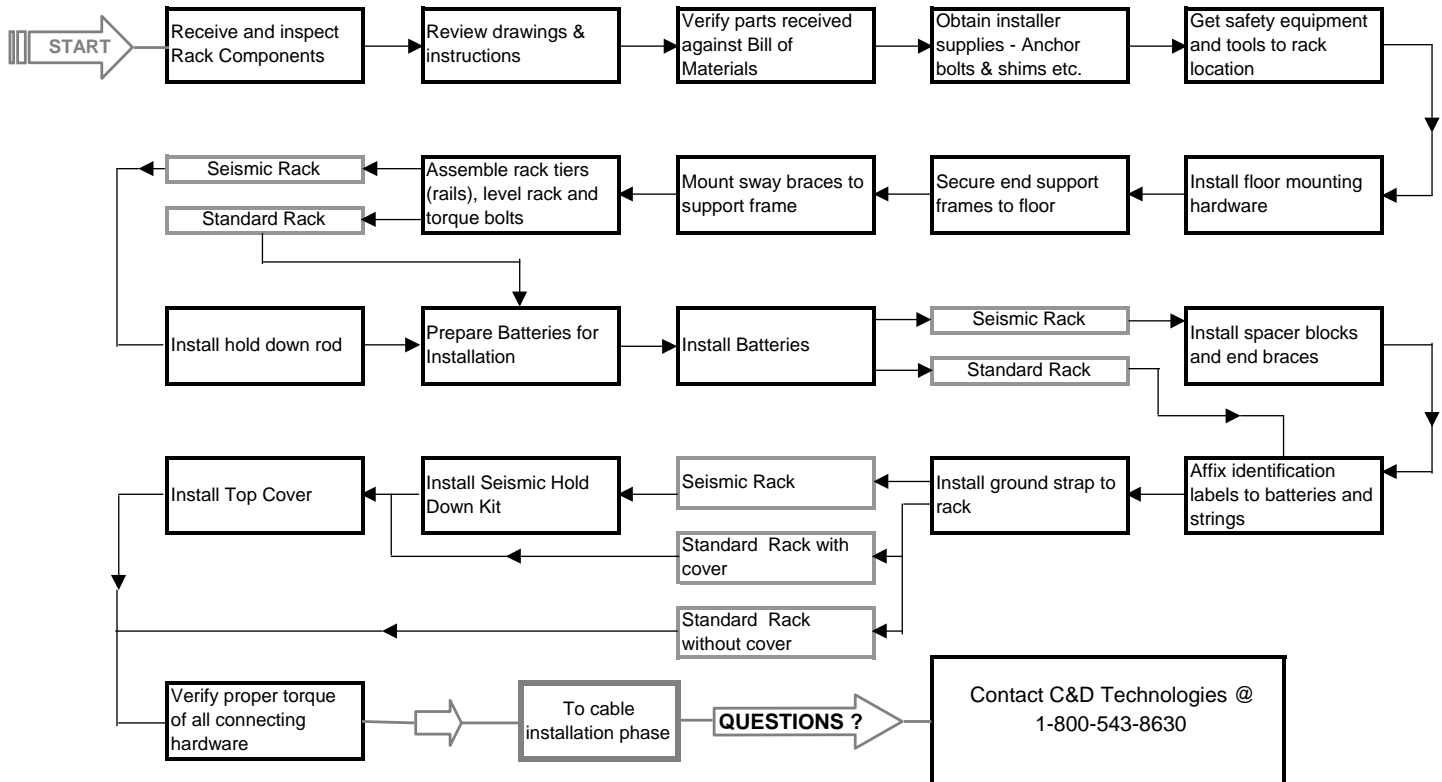 START
Receive and inspect
Rack Components
Review drawings &
instructions
Verify parts received
against Bill of
Materials
Obtain installer
supplies - Anchor
bolts & shims etc.
Get safety equipment
and tools to rack
location
Install floor mounting
hardware
Secure end support
frames to floor
Mount sway braces to
support frame
Assemble rack tiers
(rails), level rack and
torque bolts
Seismic Rack
Standard Rack
Install hold down rod
Prepare Batteries for
Installation
Install Batteries
Seismic Rack
Standard Rack
Install spacer blocks
and end braces
Affix identification
labels to batteries and
strings
Install ground strap to
rack
Seismic Rack
Install Seismic Hold
Down Kit
Install Top Cover
Standard Rack with
cover
Standard Rack
without cover
Verify proper torque
of all connecting
hardware
To cable
installation phase
QUESTIONS ?
Contact C&D Technologies @
1-800-543-8630